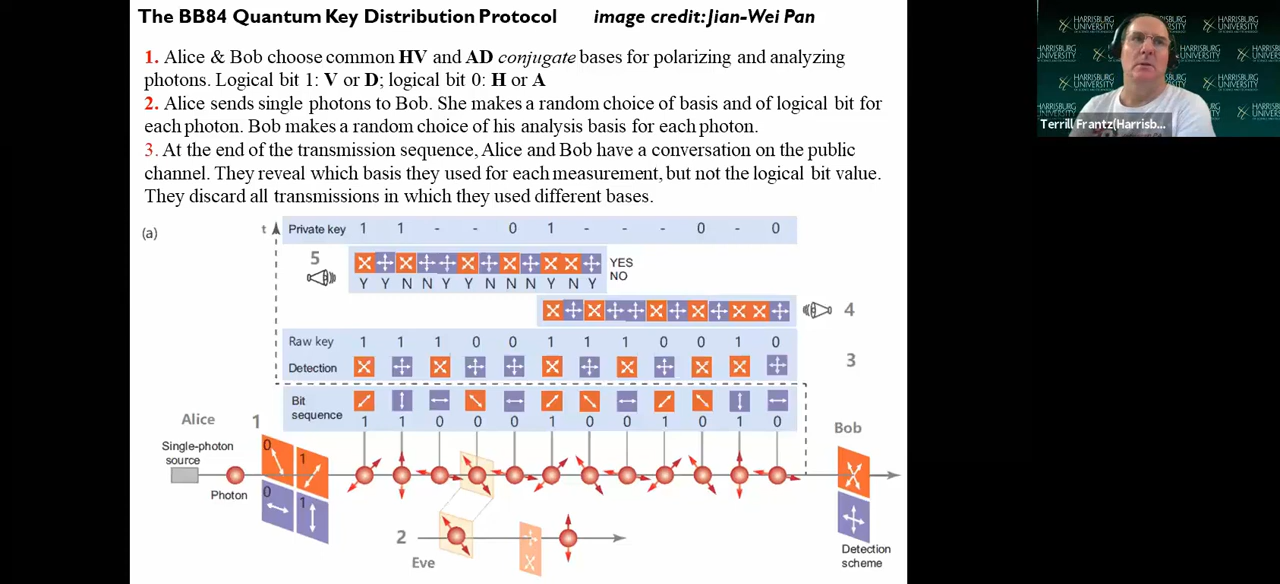 The BB84 Quantum Key Distribution Protocol image credit:Jian-Wei Pan
1. Alice & Bob choose common HV and AD conjugate bases for polarizing and analyzing
photons. Logical bit 1: V or D; logical bit 0: H or A
2. Alice sends single photons to Bob. She makes a random choice of basis and of logical bit for
each photon. Bob makes a random choice of his analysis basis for each photon.
3. At the end of the transmission sequence, Alice and Bob have a conversation on the public
channel. They reveal which basis they used for each measurement, but not the logical bit value.
They discard all transmissions in which they used different bases.
(a)
t
Private key 1 1 - - 0 1 - - - 0 - 0
5
YES
NO
Y Y N N Y Y N N N Y N Y
4
Raw key 1 1 1 0 0 1 1 1 0 0 1 0
Detection
3
Bit
sequence
1 1 0 0 0 1 0 0 1 0 1 0
Alice 1
Bob
Single-photon
source
Photon
0 1
0 1
2
Eve
Detection
scheme
HARRISBURG
UNIVERSITY
HARRISBURG
UNIVERSITY
HARRISBURG
UNIVERSITY
Terrill Frantz(Harrisb...